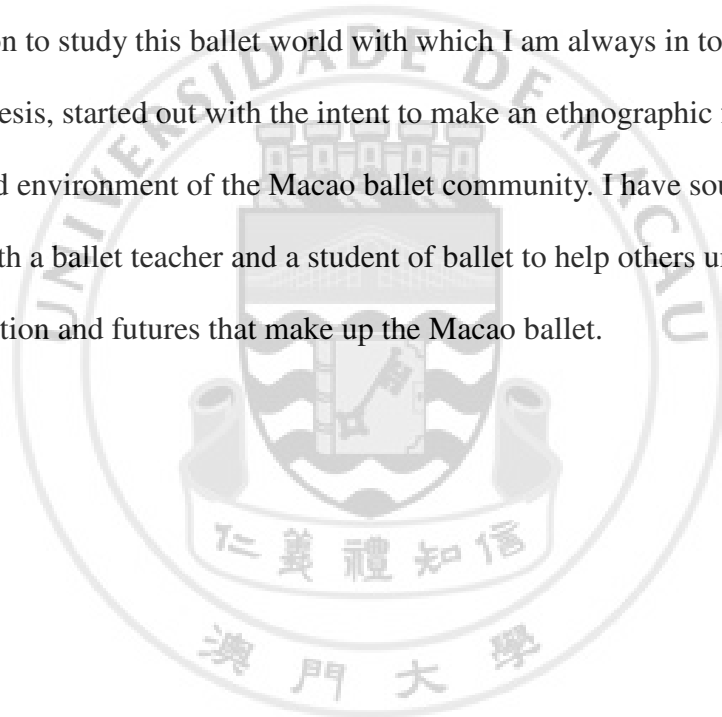 on to study this ballet world with which I am always in to
esis, started out with the intent to make an ethnographic
d environment of the Macao ballet community. I have sou
th a ballet teacher and a student of ballet to help others u
tion and futures that make up the Macao ballet.
UNIVERSIDADE DE MACAU
仁義禮知信
澳門大學